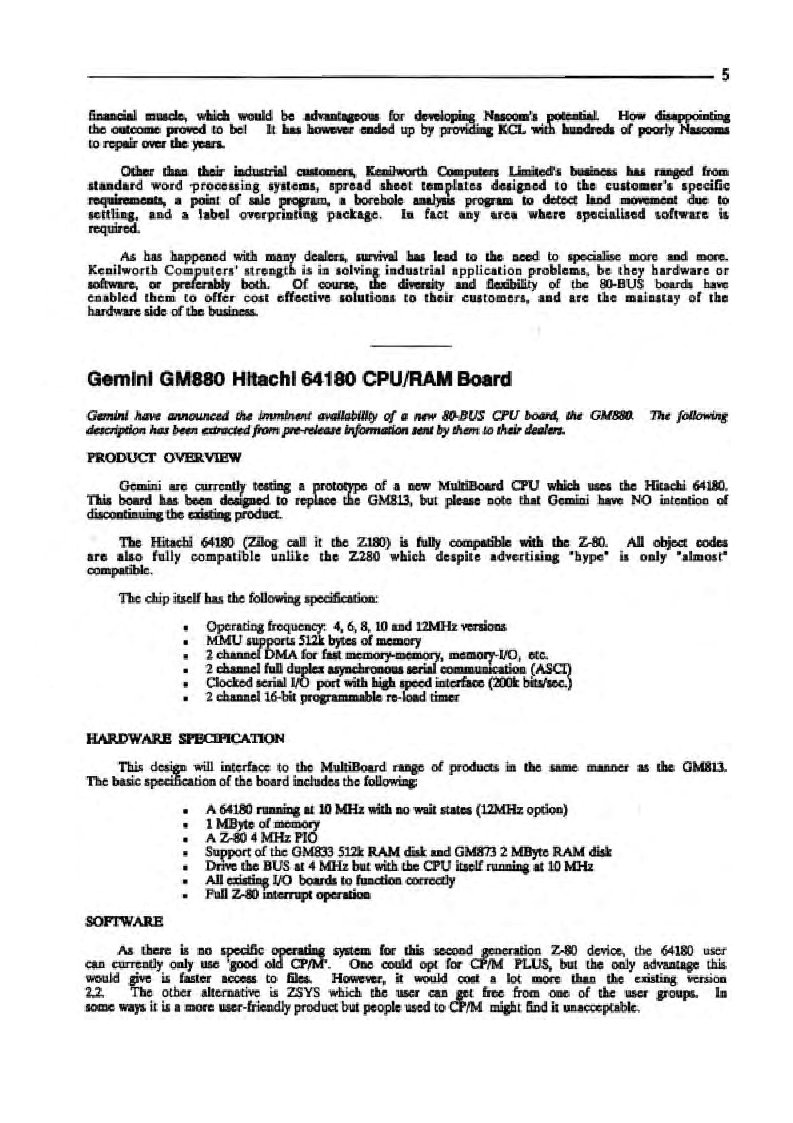 5
financial muscle, which would be advantageous for developing Nascom's potential. How disappointing
the outcome proved to be! It has however ended up by providing KCL with hundreds of poorly Nascoms
to repair over the years.
Other than their industrial customers, Kenilworth Computers Limited's business has ranged from
standard word processing systems, spread sheet templates designed to the customer's specific
requirements, a point of sale program, a borehole analysis program to detect land movement due to
settling, and a label overprinting package. In fact any area where specialised software is
required.
As has happened with many dealers, survival has lead to the need to specialise more and more.
Kenilworth Computers' strength is in solving industrial application problems, be they hardware or
software, or preferably both. Of course, the diversity and flexibility of the 80-BUS boards have
enabled them to offer cost effective solutions to their customers, and are the mainstay of the
hardware side of the business.
Gemini GM880 Hitachi 64180 CPU/RAM Board
Gemini have announced the imminent availability of a new 80-BUS CPU board, the GM880. The following
description has been extracted from pre-release information sent by them to their dealers.
PRODUCT OVERVIEW
Gemini are currently testing a prototype of a new MultiBoard CPU which uses the Hitachi 64180.
This board has been designed to replace the GM813, but please note that Gemini have NO intention of
discontinuing the existing product.
The Hitachi 64180 (Zilog call it the Z180) is fully compatible with the Z-80. All object codes
are also fully compatible unlike the Z280 which despite advertising "hype" is only "almost"
compatible.
The chip itself has the following specification:
▪ Operating frequency: 4, 6, 8, 10 and 12MHz versions
▪ MMU supports 512k bytes of memory
▪ 2 channel DMA for fast memory-memory, memory-I/O, etc.
▪ 2 channel full duplex asynchronous serial communication (ASCI)
▪ Clocked serial I/O port with high speed interface (200k bits/sec.)
▪ 2 channel 16-bit programmable re-load timer
HARDWARE SPECIFICATION
This design will interface to the MultiBoard range of products in the same manner as the GM813.
The basic specification of the board includes the following:
▪ A 64180 running at 10 MHz with no wait states (12MHz option)
▪ 1 MByte of memory
▪ A Z-80 4 MHz PIO
▪ Support of the GM833 512k RAM disk and GM873 2 MByte RAM disk
▪ Drive the BUS at 4 MHz but with the CPU itself running at 10 MHz
▪ All existing I/O boards to function correctly
▪ Full Z-80 interrupt operation
SOFTWARE
As there is no specific operating system for this second generation Z-80 device, the 64180 user
can currently only use 'good old CP/M'. One could opt for CP/M PLUS, but the only advantage this
would give is faster access to files. However, it would cost a lot more than the existing version
2.2. The other alternative is ZSYS which the user can get free from one of the user groups. In
some ways it is a more user-friendly product but people used to CP/M might find it unacceptable.